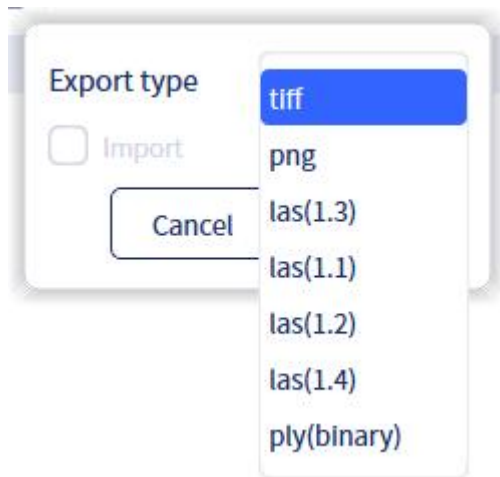 Export type
tiff
Import
png
Cancel
las(1.3)
las(1.1)
las(1.2)
las(1.4)
ply(binary)